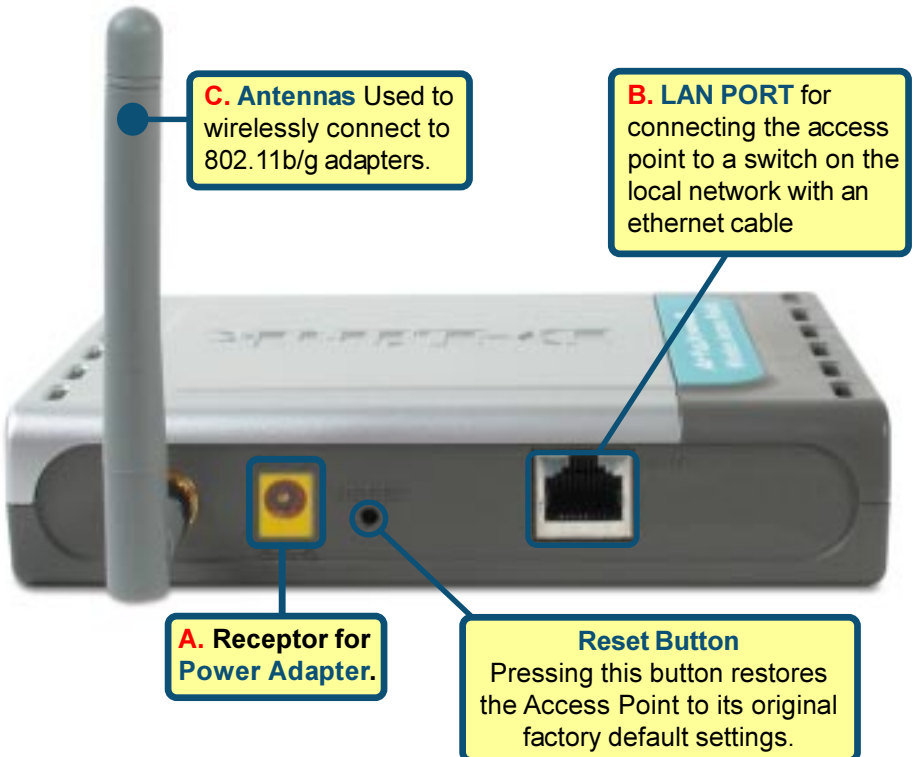 C. Antennas Used to
wirelessly connect to
802.11b/g adapters.
B. LAN PORT for
connecting the access
point to a switch on the
local network with an
ethernet cable
A. Receptor for
Power Adapter.
Reset Button
Pressing this button restores
the Access Point to its original
factory default settings.